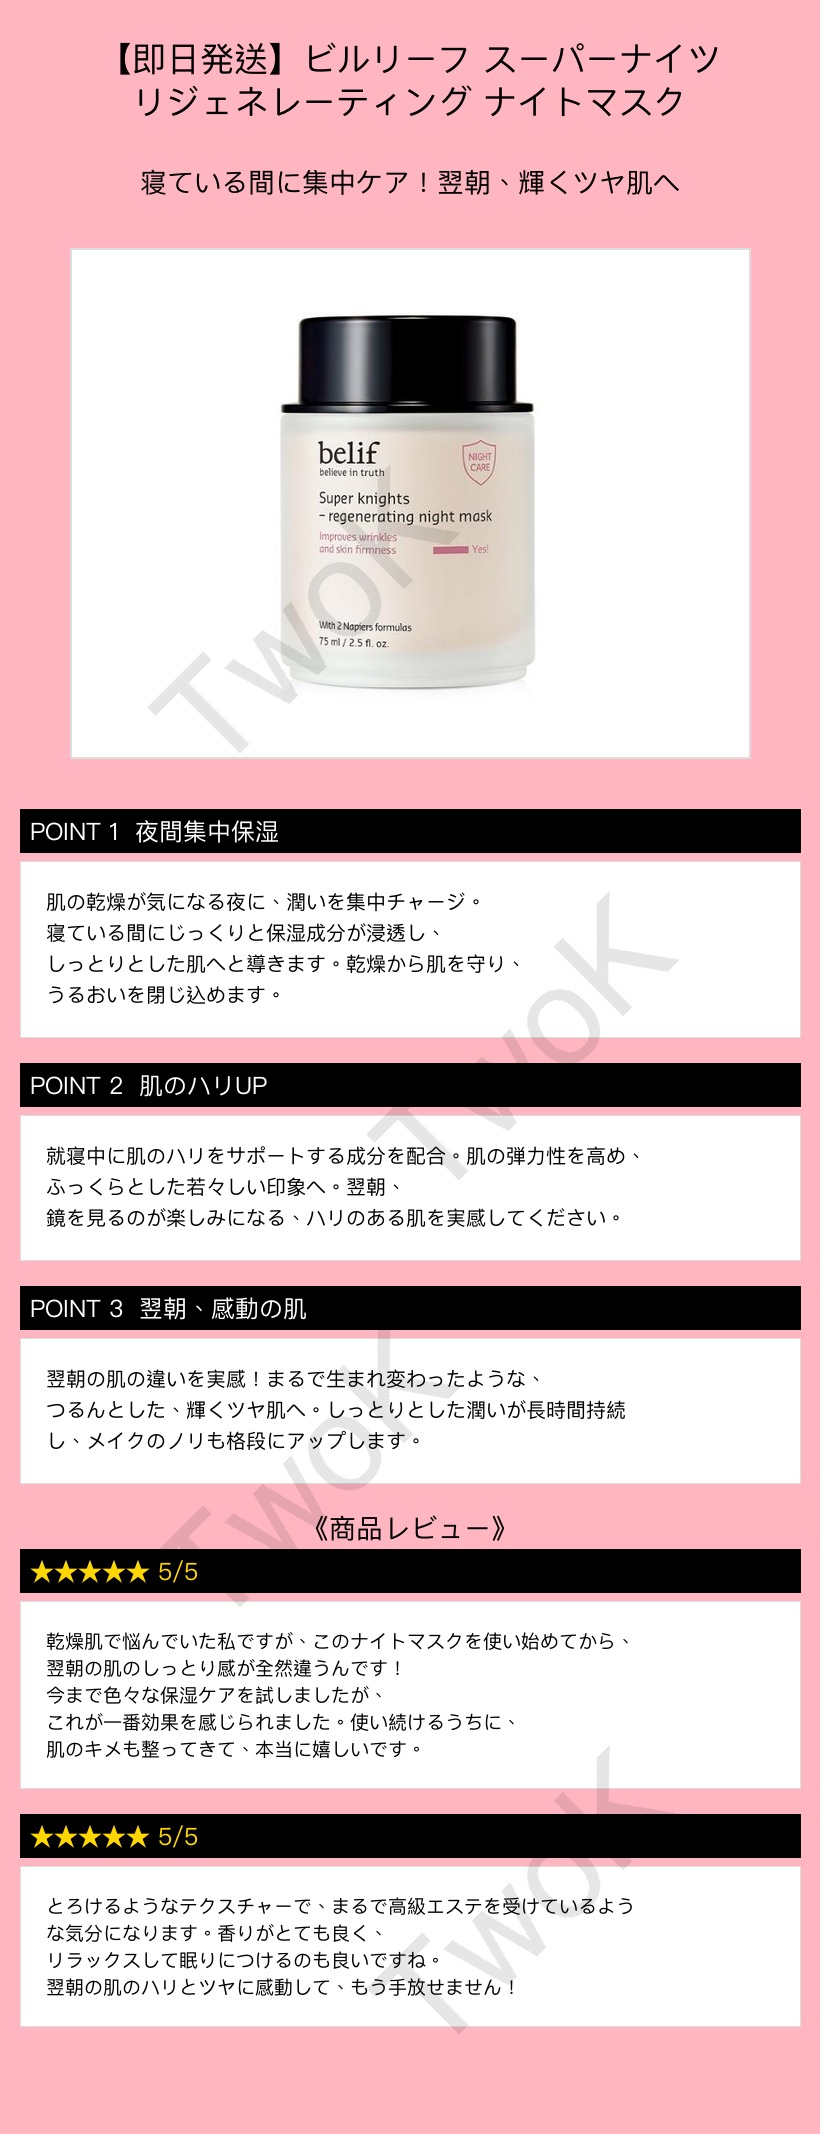 【即日発送】ビルリーフ スーパーナイツ
リジェネレーティング ナイトマスク
寝ている間に集中ケア！翌朝、輝くツヤ肌へ
belif
believe in truth
NIGHT
CARE
Super knights
– regenerating night mask
Improves wrinkles
and skin firmness
Yes!
With 2 Napiers formulas
75 ml / 2.5 fl. oz.
TwoK
POINT 1 夜間集中保湿
肌の乾燥が気になる夜に、潤いを集中チャージ。
寝ている間にじっくりと保湿成分が浸透し、
しっとりとした肌へと導きます。乾燥から肌を守り、
うるおいを閉じ込めます。
TwoK
POINT 2 肌のハリUP
就寝中に肌のハリをサポートする成分を配合。肌の弾力性を高め、
ふっくらとした若々しい印象へ。翌朝、
鏡を見るのが楽しみになる、ハリのある肌を実感してください。
POINT 3 翌朝、感動の肌
翌朝の肌の違いを実感！まるで生まれ変わったような、
つるんとした、輝くツヤ肌へ。しっとりとした潤いが長時間持続
し、メイクのノリも格段にアップします。
TwoK
《商品レビュー》
★★★★★ 5/5
乾燥肌で悩んでいた私ですが、このナイトマスクを使い始めてから、
翌朝の肌のしっとり感が全然違うんです！
今まで色々な保湿ケアを試しましたが、
これが一番効果を感じられました。使い続けるうちに、
肌のキメも整ってきて、本当に嬉しいです。
★★★★★ 5/5
とろけるようなテクスチャーで、まるで高級エステを受けているよう
な気分になります。香りがとても良く、
リラックスして眠りにつけるのも良いですね。
翌朝の肌のハリとツヤに感動して、もう手放せません！
TwoK